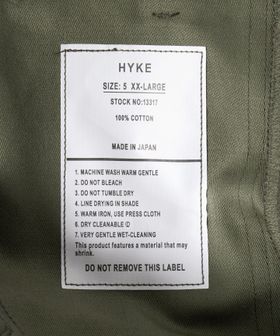 HYKE
SIZE: 5 XX-LARGE
STOCK NO:13317
100% COTTON
MADE IN JAPAN
1. MACHINE WASH WARM GENTLE
2. DO NOT BLEACH
3. DO NOT TUMBLE DRY
4. LINE DRYING IN SHADE
5. WARM IRON, USE PRESS CLOTH
6. DRY CLEANABLE Ⓟ
7. VERY GENTLE WET-CLEANING
This product features a material that may
shrink.
DO NOT REMOVE THIS LABEL